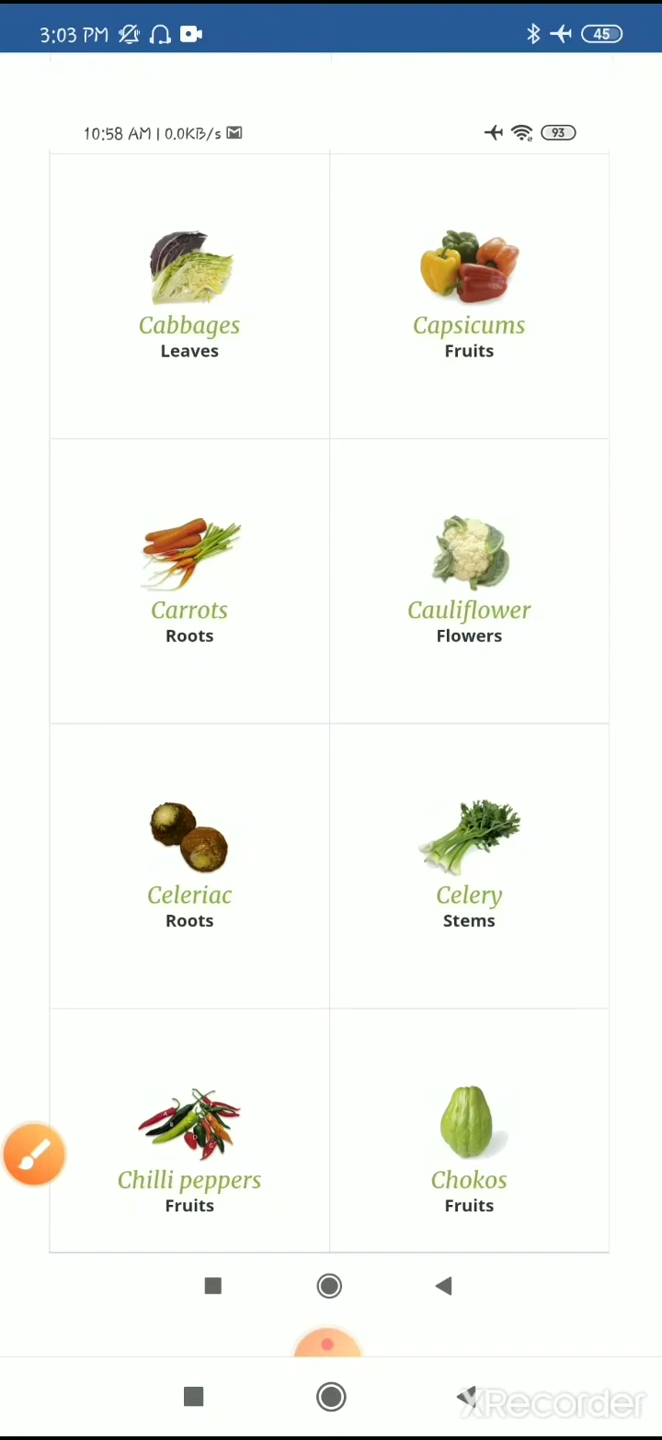 3:03 PM
45
10:58 AM | 0.0KB/s
93
Cabbages
Leaves
Capsicums
Fruits
Carrots
Roots
Cauliflower
Flowers
Celeriac
Roots
Celery
Stems
Chilli peppers
Fruits
Chokos
Fruits
XRecorder